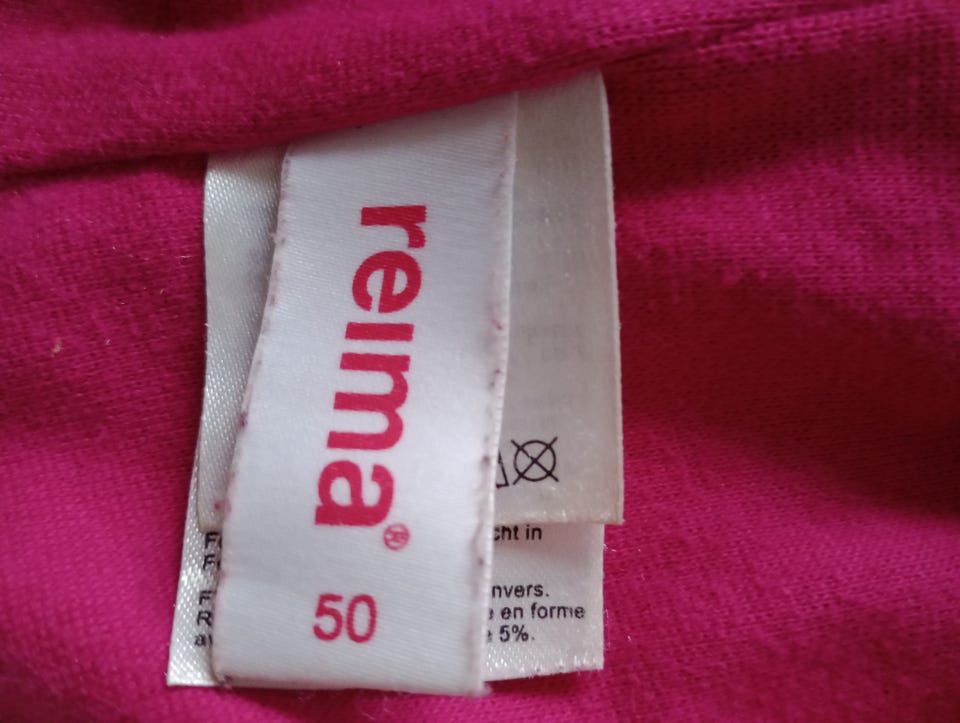 reima®
50
cht in
nvers.
en forme
5%.